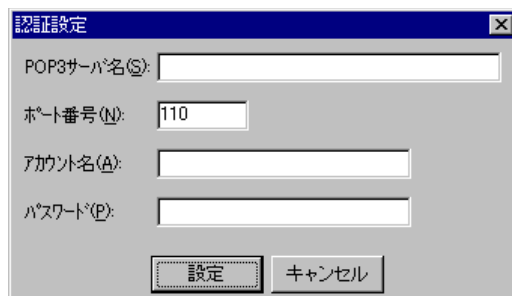 認証設定
POP3ｻｰﾊﾞ名(S):
ﾎﾟｰﾄ番号(N): 110
ｱｶｳﾝﾄ名(A):
ﾊﾟｽﾜｰﾄﾞ(P):
設定 キャンセル